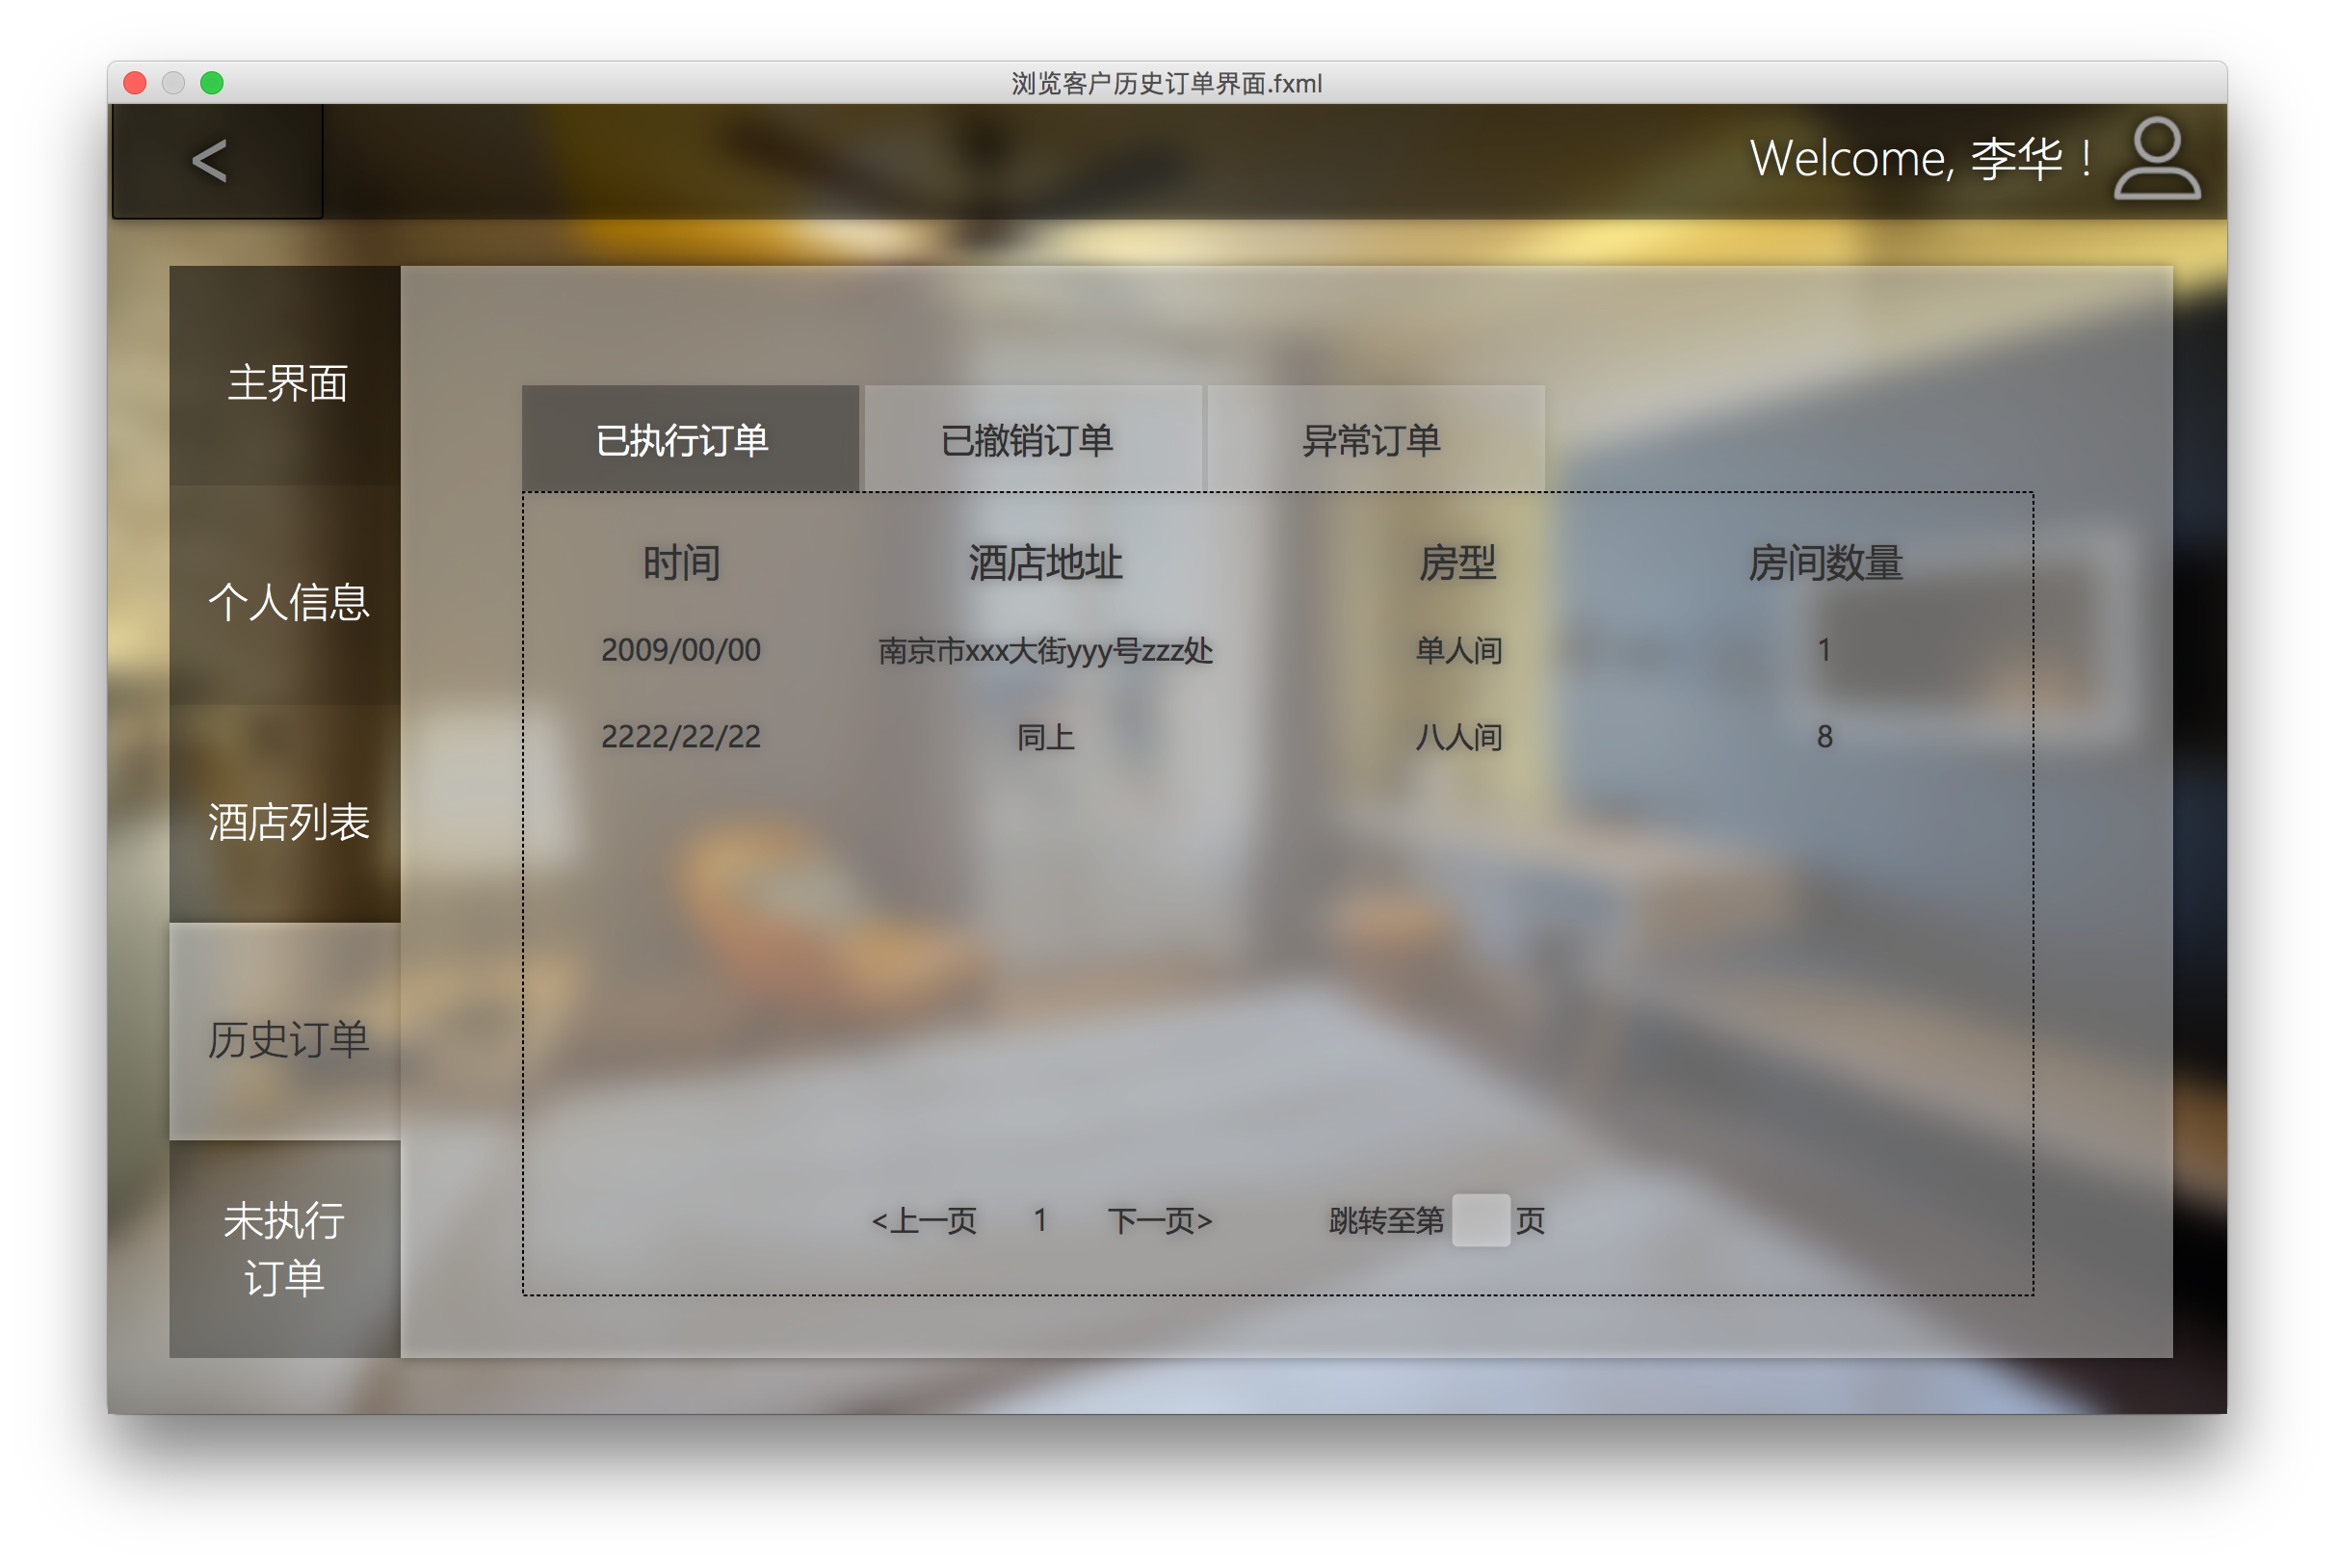 浏览客户历史订单界面.fxml
<
Welcome, 李华！
主界面
个人信息
酒店列表
历史订单
未执行
订单
已执行订单 已撤销订单 异常订单
时间 酒店地址 房型 房间数量
2009/00/00 南京市xxx大街yyy号zzz处 单人间 1
2222/22/22 同上 八人间 8
<上一页 1 下一页> 跳转至第 页